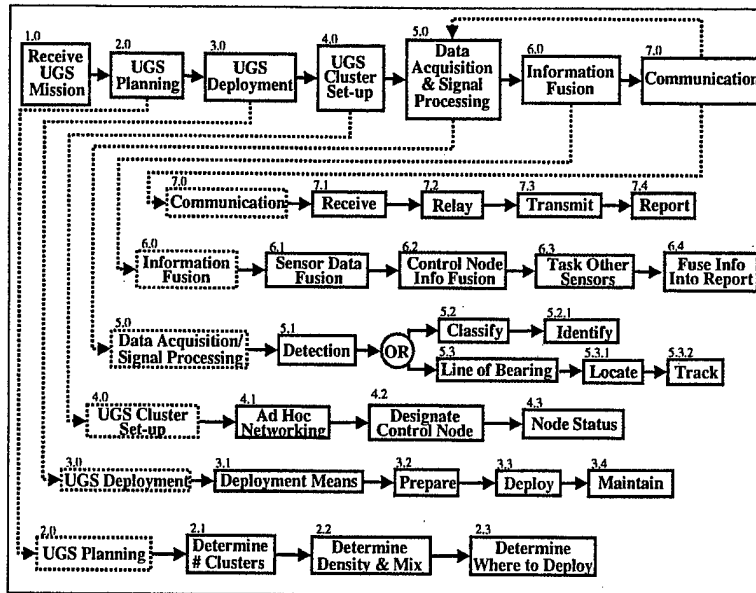 1.0
Receive
UGS
Mission
2.0
UGS
Planning
3.0
UGS
Deployment
4.0
UGS
Cluster
Set-up
5.0
Data
Acquisition
& Signal
Processing
6.0
Information
Fusion
7.0
Communication
7.0
Communication
7.1
Receive
7.2
Relay
7.3
Transmit
7.4
Report
6.0
Information
Fusion
6.1
Sensor Data
Fusion
6.2
Control Node
Info Fusion
6.3
Task Other
Sensors
6.4
Fuse Info
Into Report
5.0
Data Acquisition/
Signal Processing
5.1
Detection
OR
5.2
Classify
5.2.1
Identify
5.3
Line of Bearing
5.3.1
Locate
5.3.2
Track
4.0
UGS Cluster
Set-up
4.1
Ad Hoc
Networking
4.2
Designate
Control Node
4.3
Node Status
3.0
UGS Deployment
3.1
Deployment Means
3.2
Prepare
3.3
Deploy
3.4
Maintain
2.0
UGS Planning
2.1
Determine
# Clusters
2.2
Determine
Density & Mix
2.3
Determine
Where to Deploy